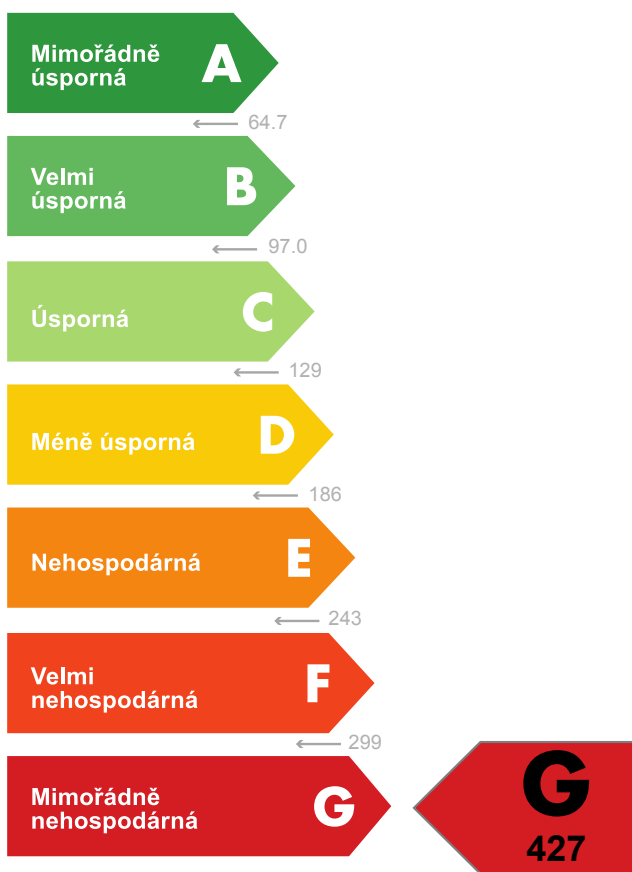 Mimořádně
úsporná
A
← 64.7
Velmi
úsporná
B
← 97.0
Úsporná C
← 129
Méně úsporná D
← 186
Nehospodárná E
← 243
Velmi
nehospodárná
F
← 299
Mimořádně
nehospodárná
G
G
427